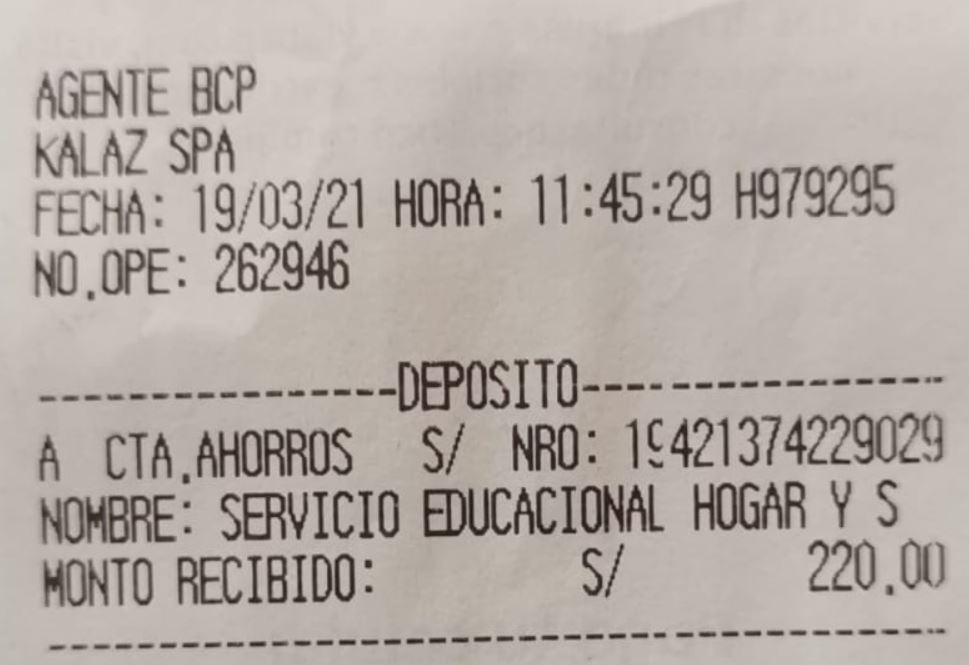 AGENTE BCP
KALAZ SPA
FECHA: 19/03/21 HORA: 11:45:29 H979295
NO.OPE: 262946
----------------DEPOSITO----------------
A CTA.AHORROS S/ NRO: 19421374229029
NOMBRE: SERVICIO EDUCACIONAL HOGAR Y S
MONTO RECIBIDO: S/ 220.00
----------------------------------------